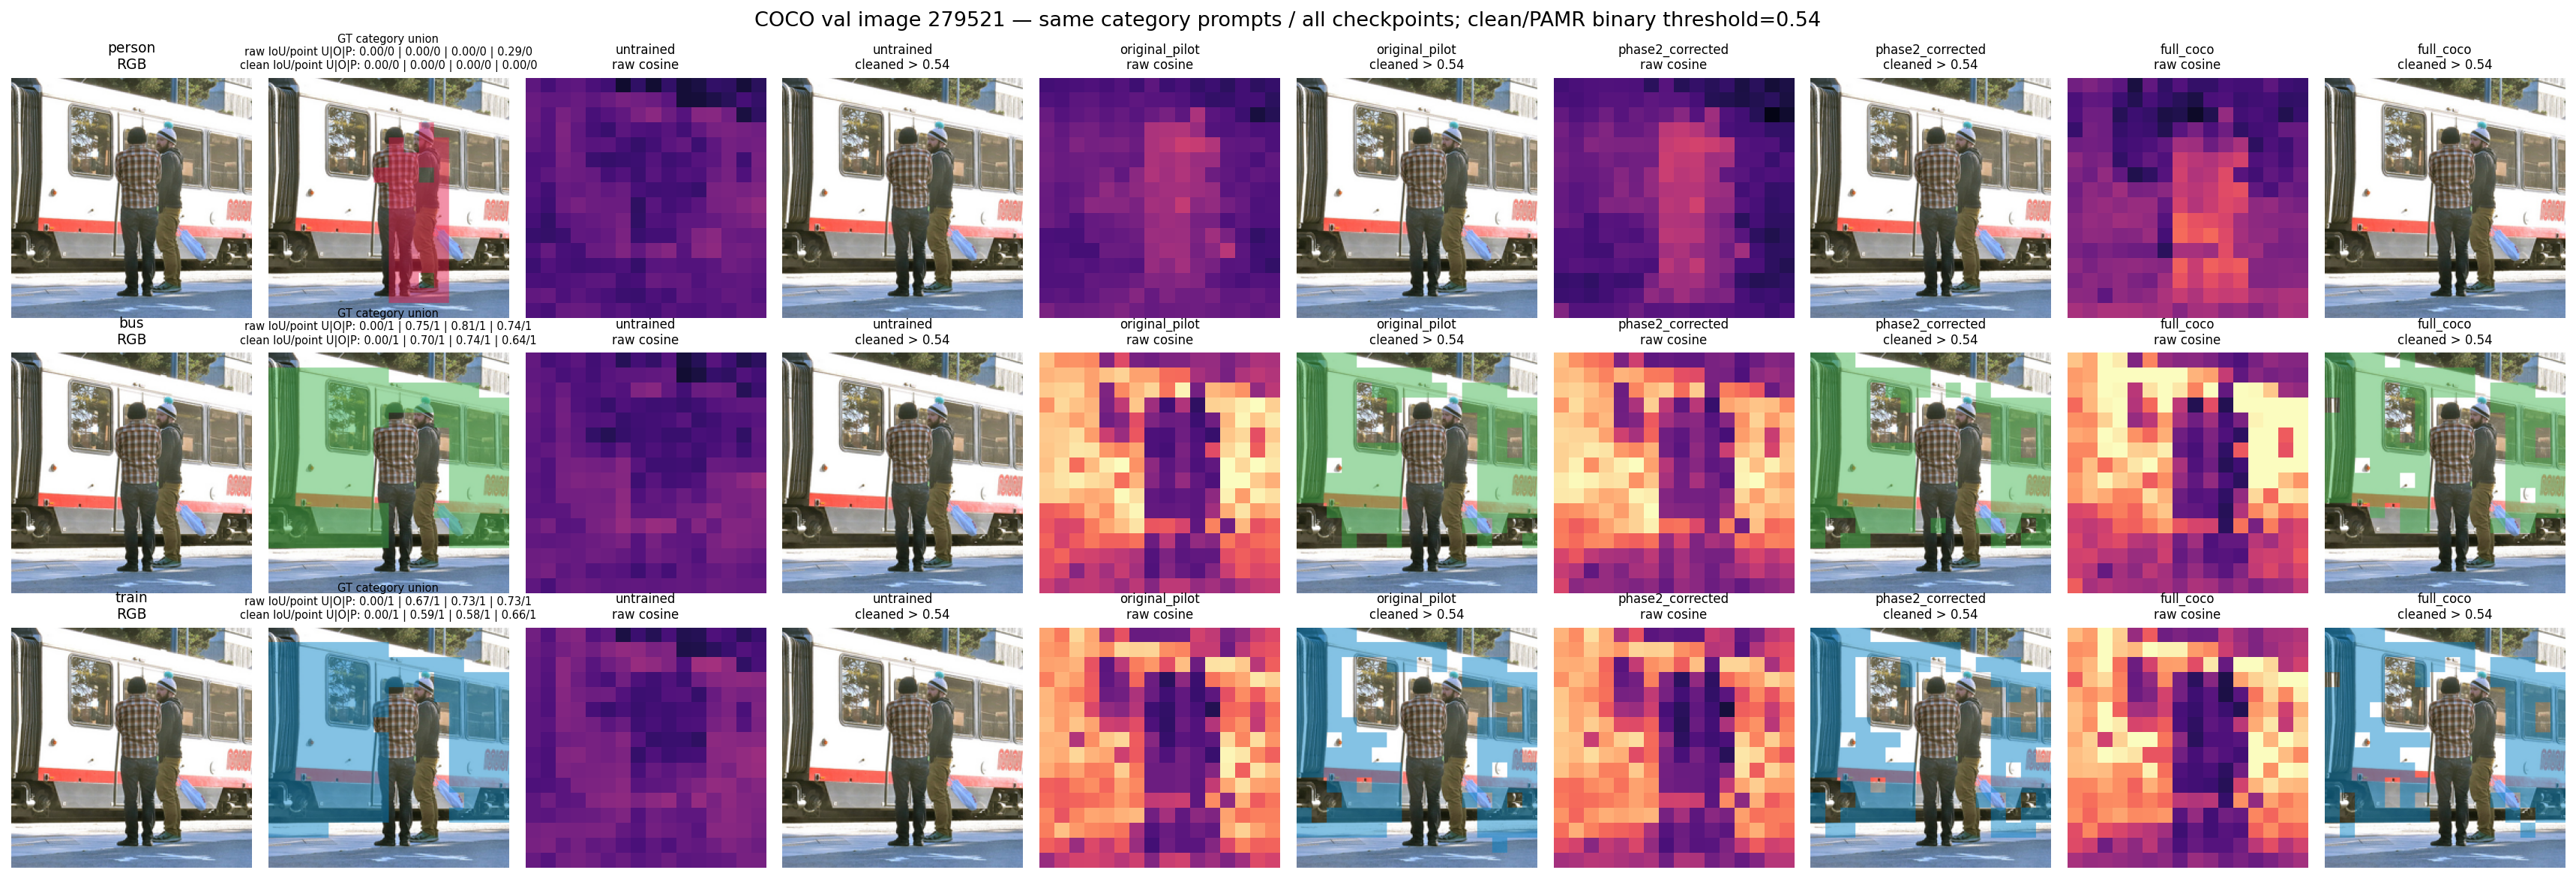 COCO val image 279521 — same category prompts / all checkpoints; clean/PAMR binary threshold=0.54
person
RGB
GT category union
raw IoU/point U|O|P: 0.00/0 | 0.00/0 | 0.00/0 | 0.29/0
clean IoU/point U|O|P: 0.00/0 | 0.00/0 | 0.00/0 | 0.00/0
untrained
raw cosine
untrained
cleaned > 0.54
original_pilot
raw cosine
original_pilot
cleaned > 0.54
phase2_corrected
raw cosine
phase2_corrected
cleaned > 0.54
full_coco
raw cosine
full_coco
cleaned > 0.54
bus
RGB
GT category union
raw IoU/point U|O|P: 0.00/1 | 0.75/1 | 0.81/1 | 0.74/1
clean IoU/point U|O|P: 0.00/1 | 0.70/1 | 0.74/1 | 0.64/1
untrained
raw cosine
untrained
cleaned > 0.54
original_pilot
raw cosine
original_pilot
cleaned > 0.54
phase2_corrected
raw cosine
phase2_corrected
cleaned > 0.54
full_coco
raw cosine
full_coco
cleaned > 0.54
train
RGB
GT category union
raw IoU/point U|O|P: 0.00/1 | 0.67/1 | 0.73/1 | 0.73/1
clean IoU/point U|O|P: 0.00/1 | 0.59/1 | 0.58/1 | 0.66/1
untrained
raw cosine
untrained
cleaned > 0.54
original_pilot
raw cosine
original_pilot
cleaned > 0.54
phase2_corrected
raw cosine
phase2_corrected
cleaned > 0.54
full_coco
raw cosine
full_coco
cleaned > 0.54